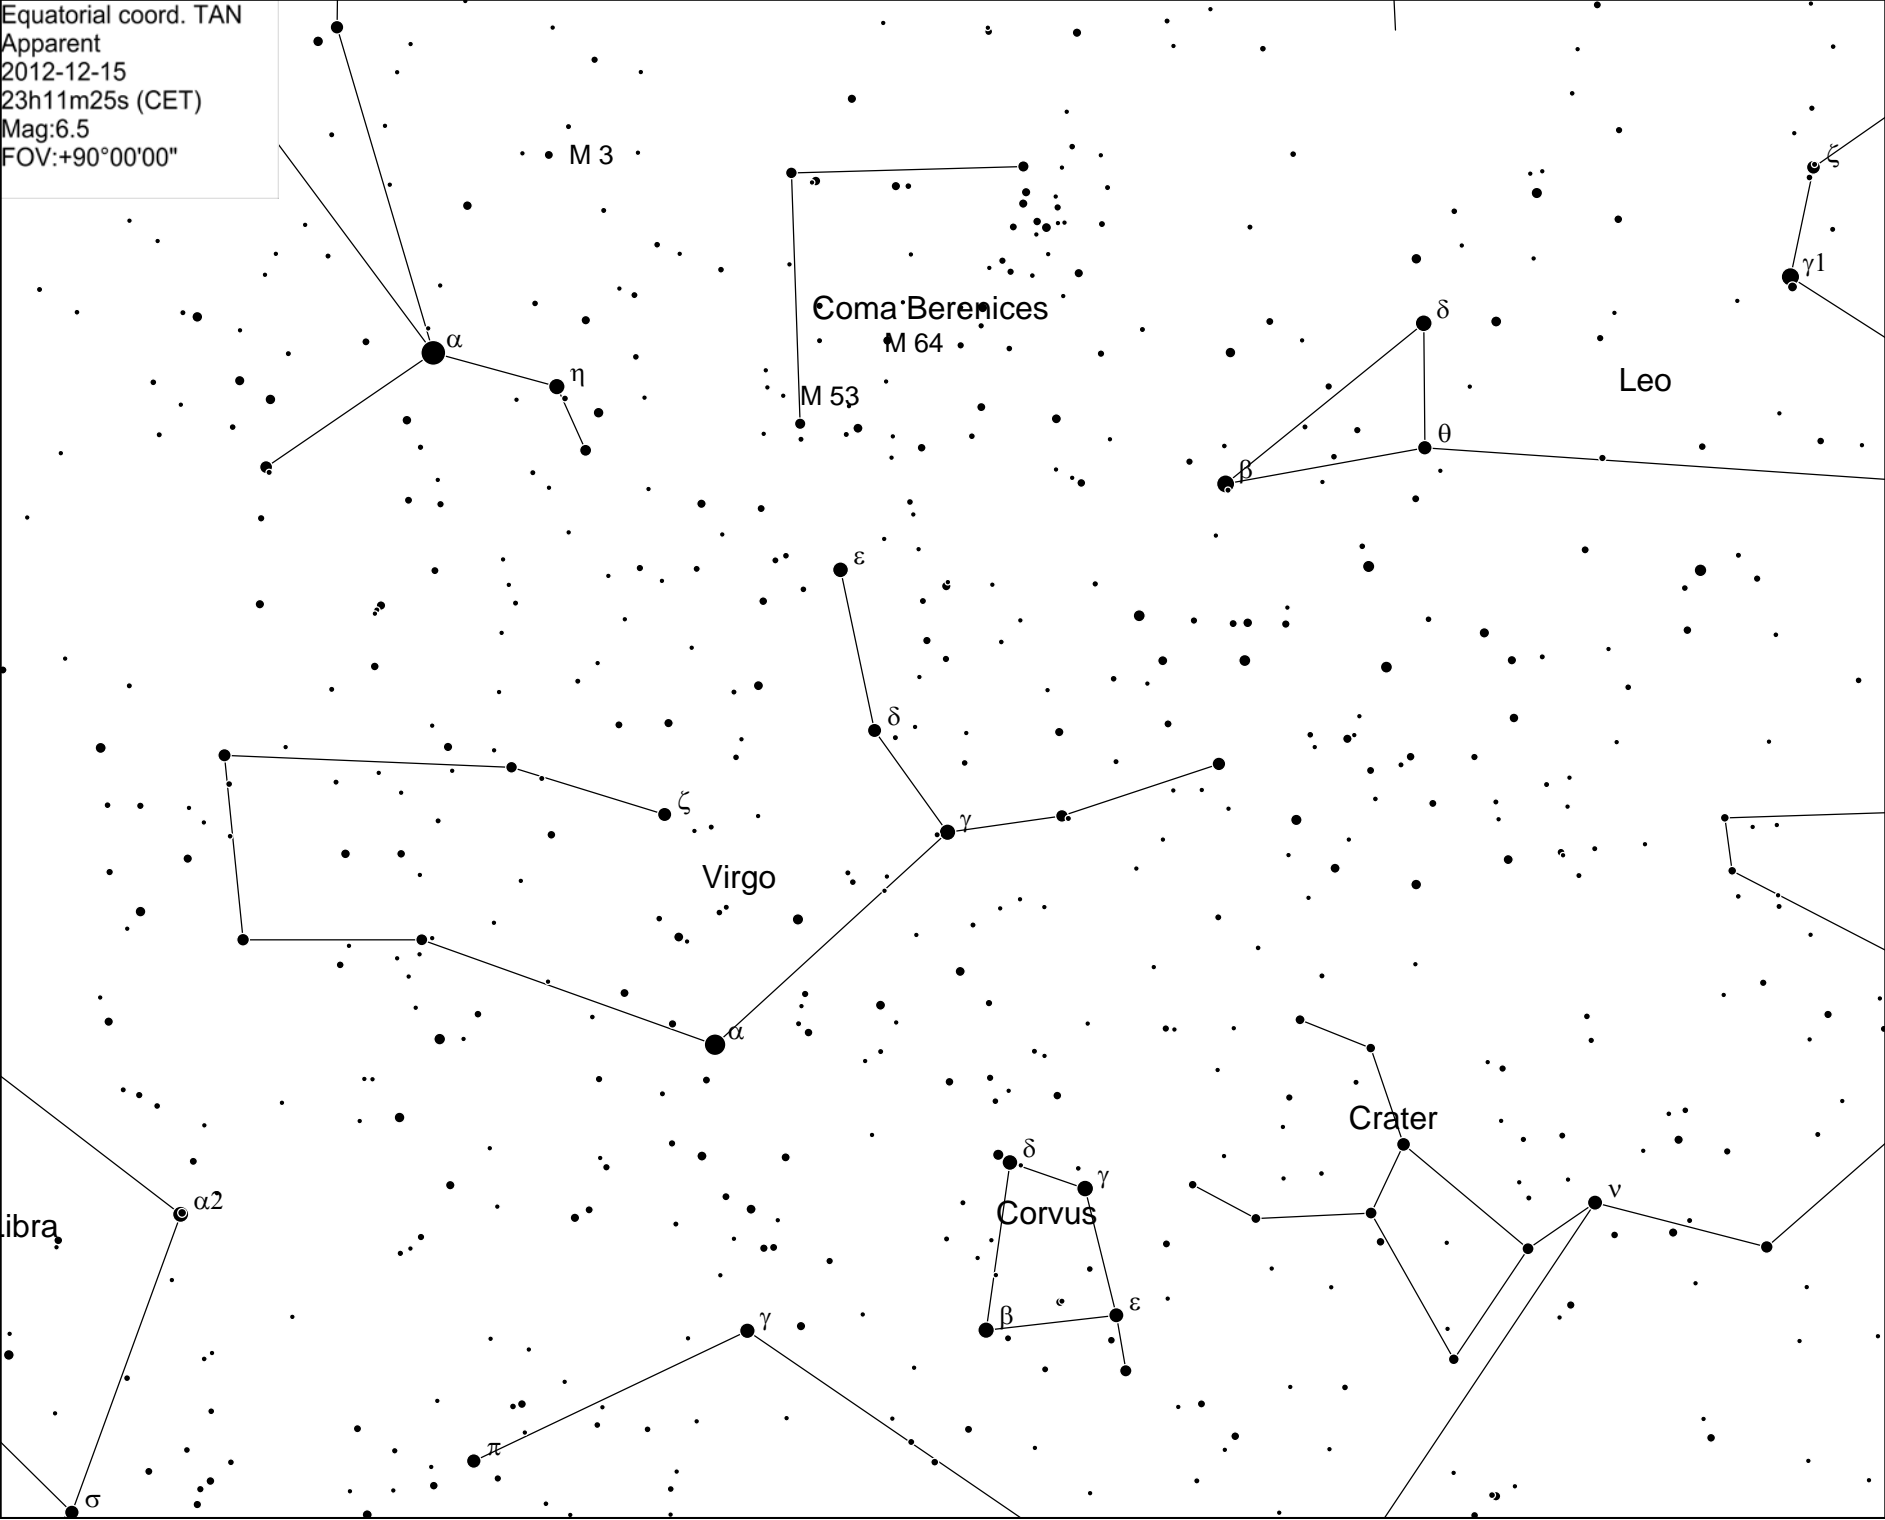 Equatorial coord. TAN
Apparent
2012-12-15
23h11m25s (CET)
Mag:6.5
FOV:+90°00'00"
M 3
ζ
γ1
Coma Berenices
δ
α
M 64
η
Leo
M 53
θ
β
ε
δ
ζ
γ
Virgo
α
Crater
δ
γ
α2
ν
Corvus
ibra
ε
β
γ
π
σ